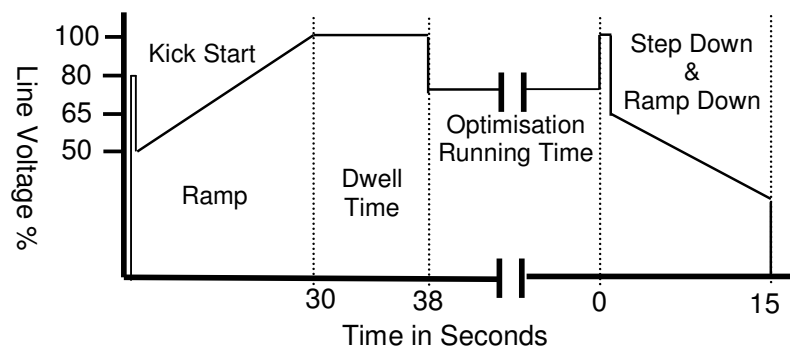 Line Voltage %
100
80
65
50
Kick Start
Ramp
Dwell
Time
Optimisation
Running Time
Step Down
&
Ramp Down
30
38
0
15
Time in Seconds